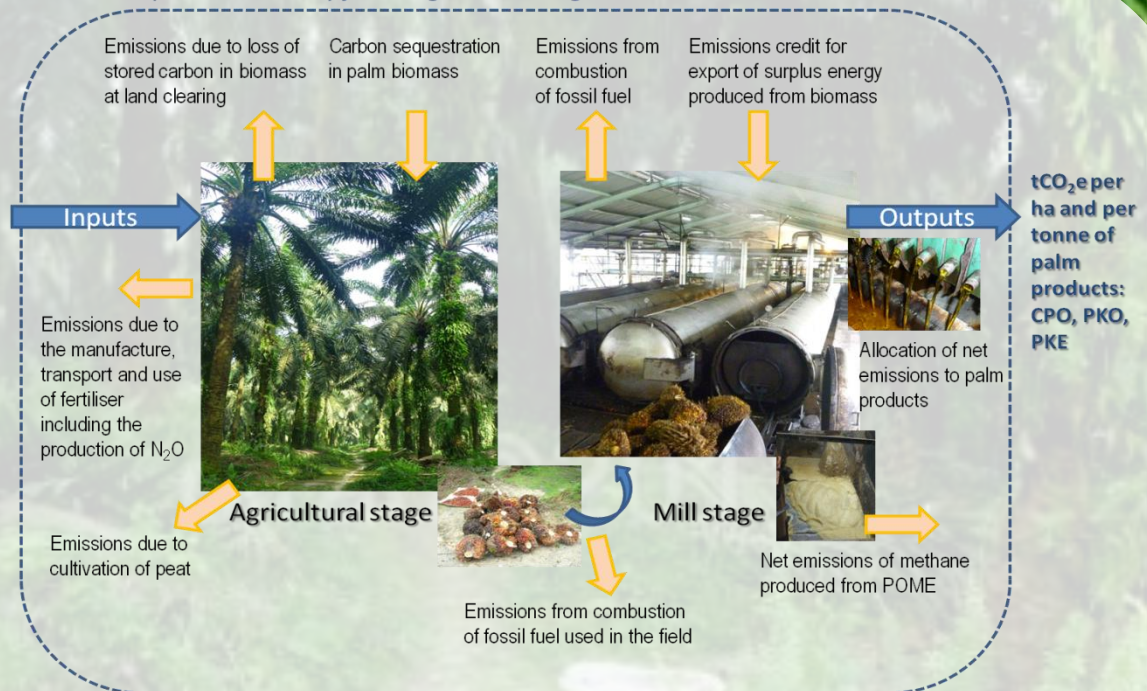 Emissions due to loss of
stored carbon in biomass
at land clearing
Carbon sequestration
in palm biomass
Emissions from
combustion
of fossil fuel
Emissions credit for
export of surplus energy
produced from biomass
Inputs
Outputs
tCO₂e per
ha and per
tonne of
palm
products:
CPO, PKO,
PKE
Emissions due to
the manufacture,
transport and use
of fertiliser
including the
production of N₂O
Allocation of net
emissions to palm
products
Agricultural stage
Mill stage
Emissions due to
cultivation of peat
Net emissions of methane
produced from POME
Emissions from combustion
of fossil fuel used in the field